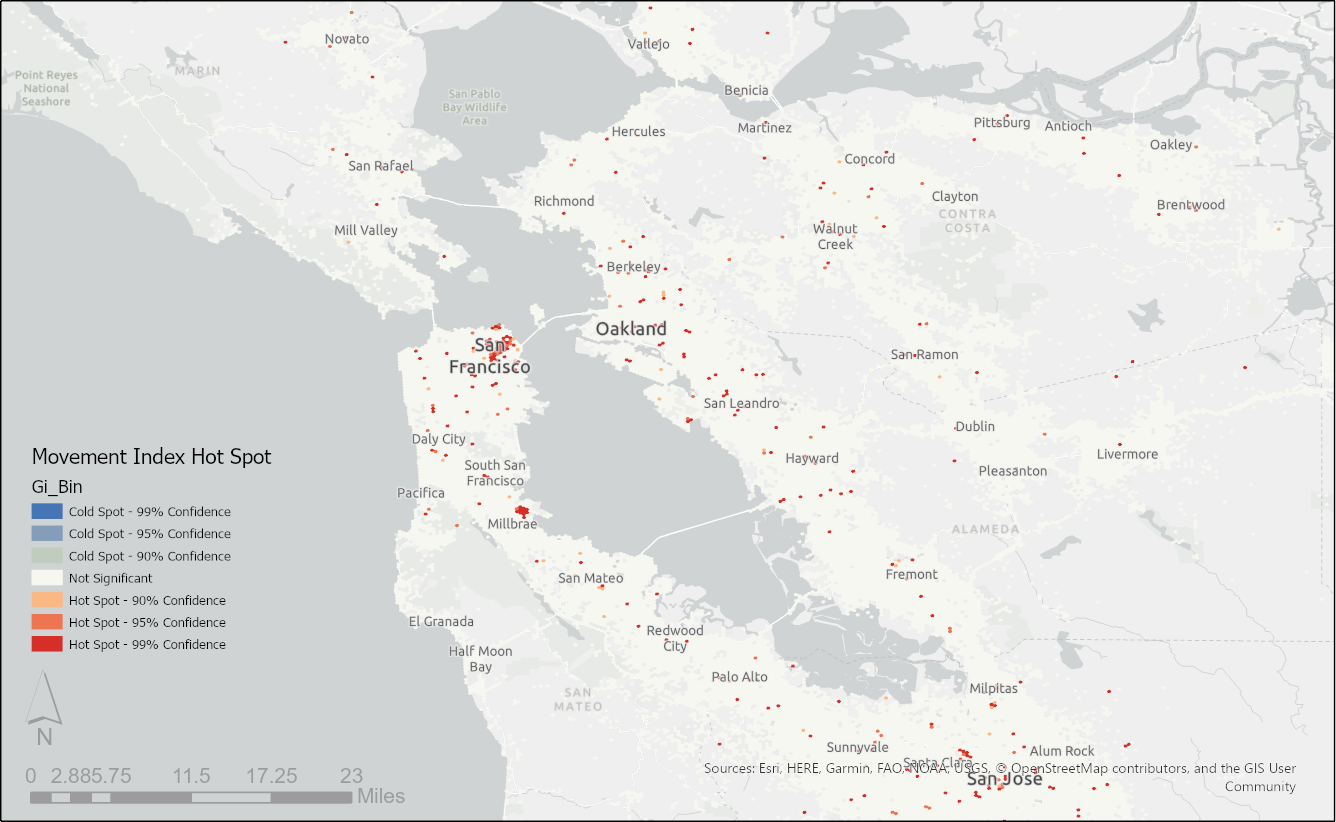 Novato
Vallejo
MARIN
Point Reyes
National
Seashore
San Pablo
Bay Wildlife
Area
Benicia
Hercules
Martinez
Pittsburg
Antioch
Oakley
San Rafael
Concord
Richmond
Clayton
Brentwood
CONTRA
COSTA
Mill Valley
Walnut
Creek
Berkeley
Oakland
San
Francisco
San Ramon
San Leandro
Dublin
Daly City
Livermore
Hayward
Pleasanton
South San
Francisco
Pacifica
Millbrae
ALAMEDA
San Mateo
Fremont
El Granada
Redwood
City
Half Moon
Bay
Palo Alto
Milpitas
SAN
MATEO
Sunnyvale
Alum Rock
Santa Clara
San Jose
Movement Index Hot Spot
Gi_Bin
Cold Spot - 99% Confidence
Cold Spot - 95% Confidence
Cold Spot - 90% Confidence
Not Significant
Hot Spot - 90% Confidence
Hot Spot - 95% Confidence
Hot Spot - 99% Confidence
N
0 2.885.75 11.5 17.25 23
Miles
Sources: Esri, HERE, Garmin, FAO, NOAA, USGS, © OpenStreetMap contributors, and the GIS User
Community